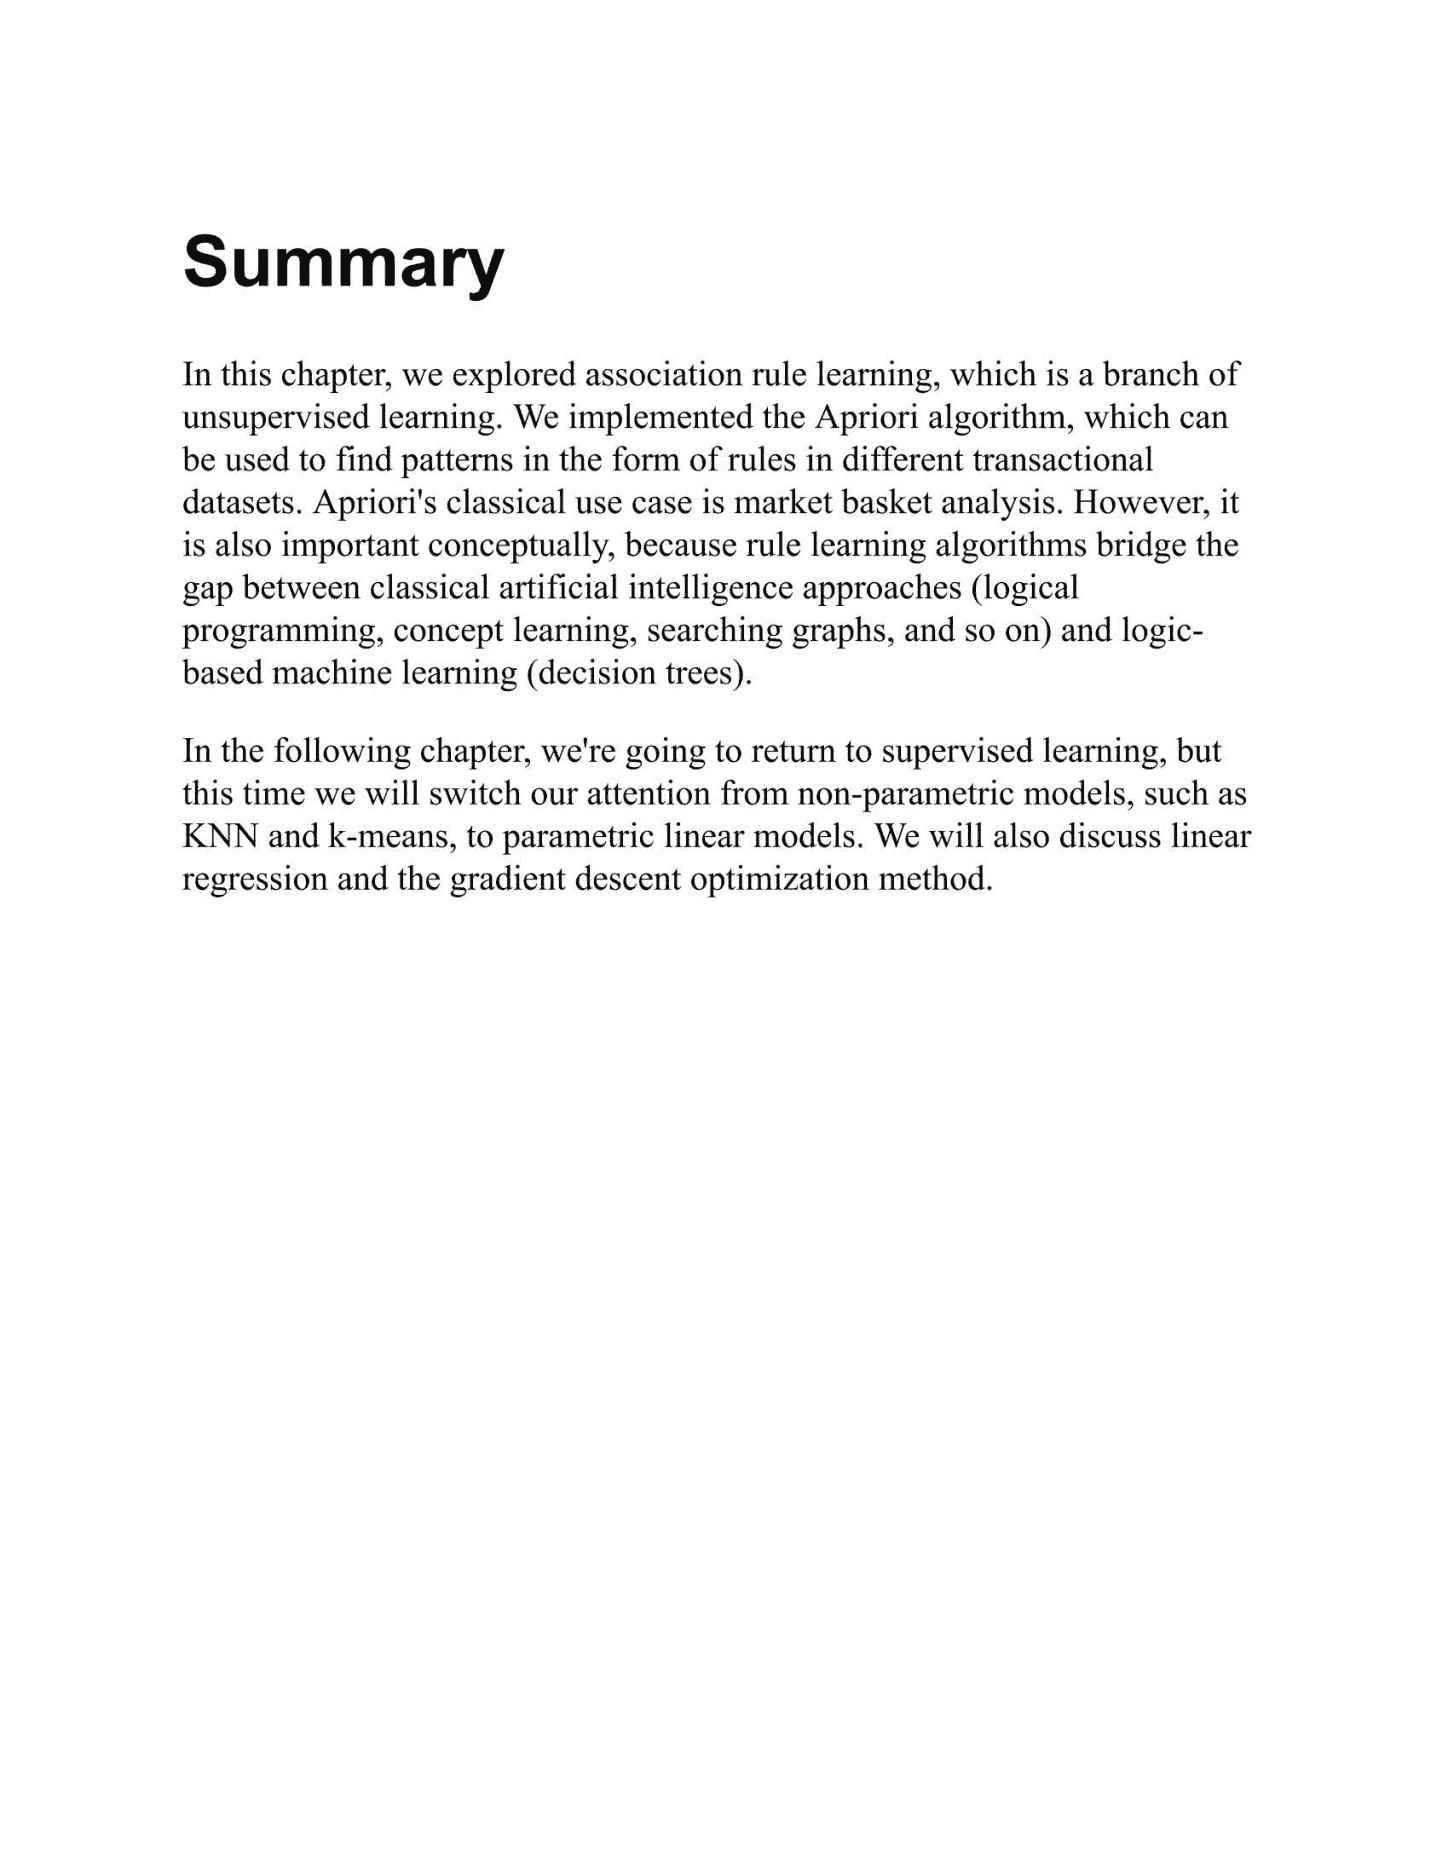 Summary
In this chapter, we explored association rule learning, which is a branch of
unsupervised learning. We implemented the Apriori algorithm, which can
be used to find patterns in the form of rules in different transactional
datasets. Apriori's classical use case is market basket analysis. However, it
is also important conceptually, because rule learning algorithms bridge the
gap between classical artificial intelligence approaches (logical
programming, concept learning, searching graphs, and so on) and logic-
based machine learning (decision trees).
In the following chapter, we're going to return to supervised learning, but
this time we will switch our attention from non-parametric models, such as
KNN and k-means, to parametric linear models. We will also discuss linear
regression and the gradient descent optimization method.